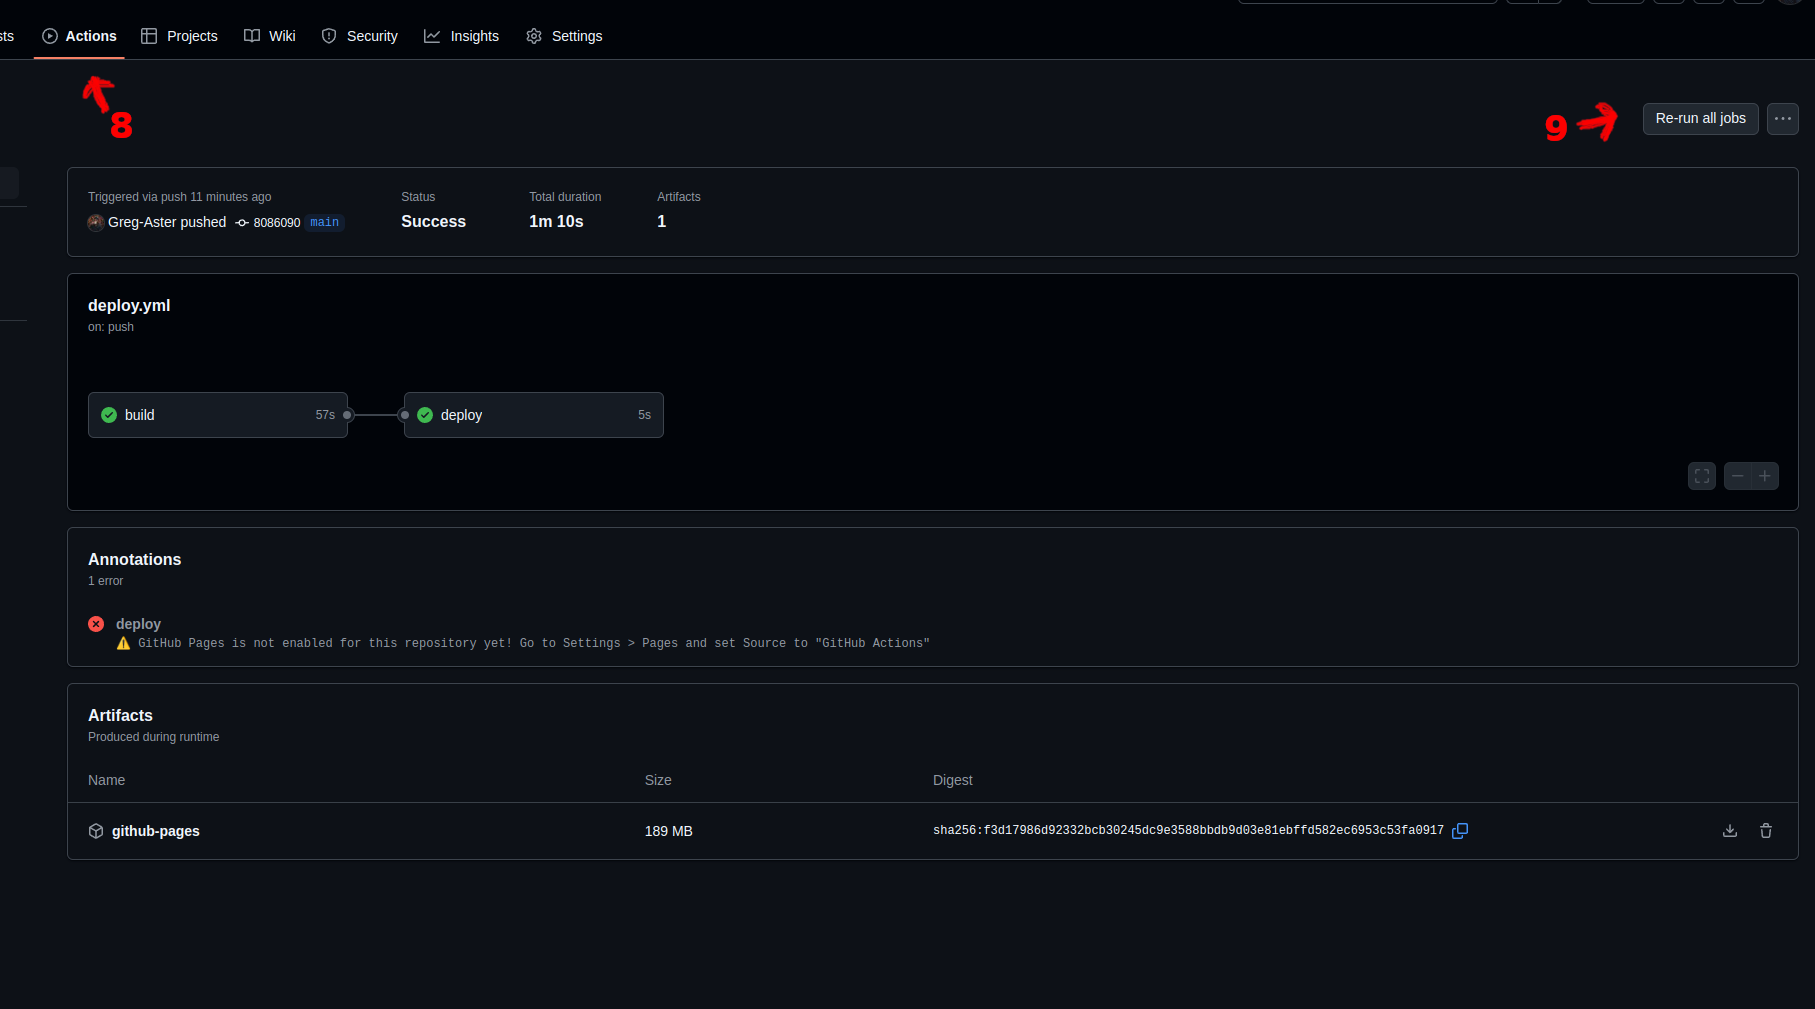 Actions Projects Wiki Security Insights Settings
8
9
Re-run all jobs
Triggered via push 11 minutes ago Status Total duration Artifacts
Greg-Aster pushed 8086090 main Success 1m 10s 1
deploy.yml
on: push
build 57s deploy 5s
Annotations
1 error
deploy
GitHub Pages is not enabled for this repository yet! Go to Settings > Pages and set Source to "GitHub Actions"
Artifacts
Produced during runtime
Name Size Digest
github-pages 189 MB sha256:f3d17986d92332bcb30245dc9e3588bbdb9d03e81ebffd582ec6953c53fa0917